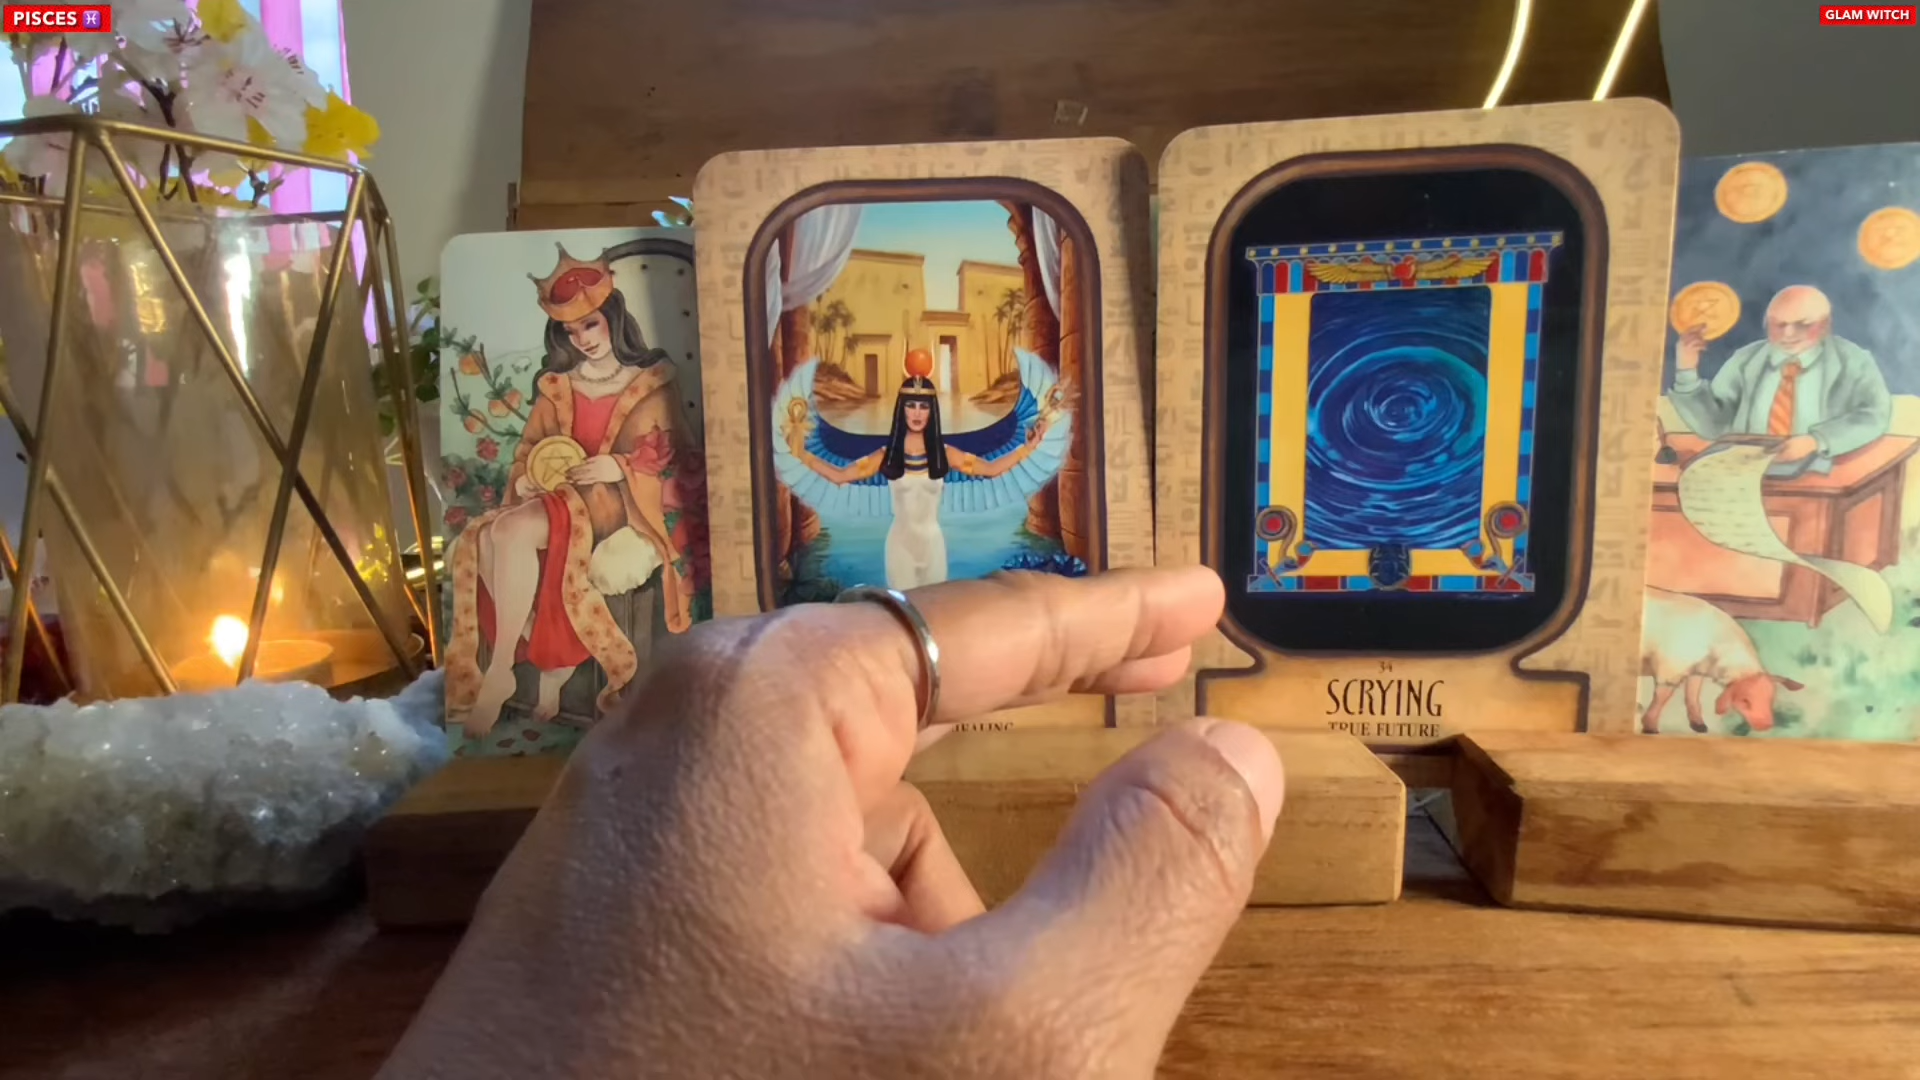 PISCES ♓
GLAM WITCH
34
SCRYING
TRUE FUTURE